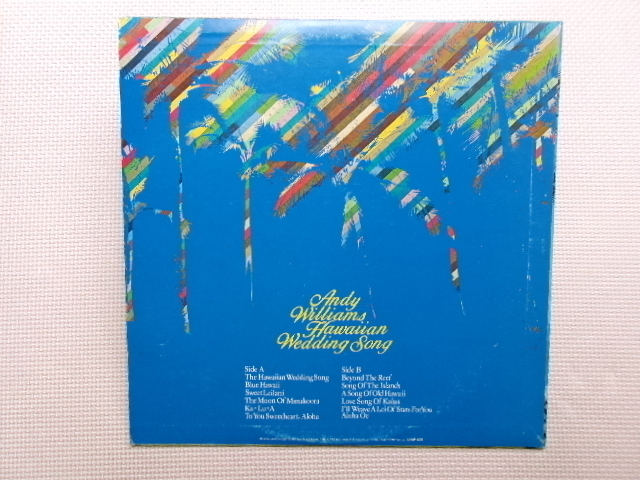 Andy
Williams
Hawaiian
Wedding Song
Side A
The Hawaiian Wedding Song
Blue Hawaii
Sweet Leilani
The Moon Of Manakoora
Ka-Lu-A
To You Sweetheart, Aloha
Side B
Beyond The Reef
Song Of The Islands
A Song Of Old Hawaii
Love Song Of Kalua
I'll Weave A Lei Of Stars For You
Aloha Oe